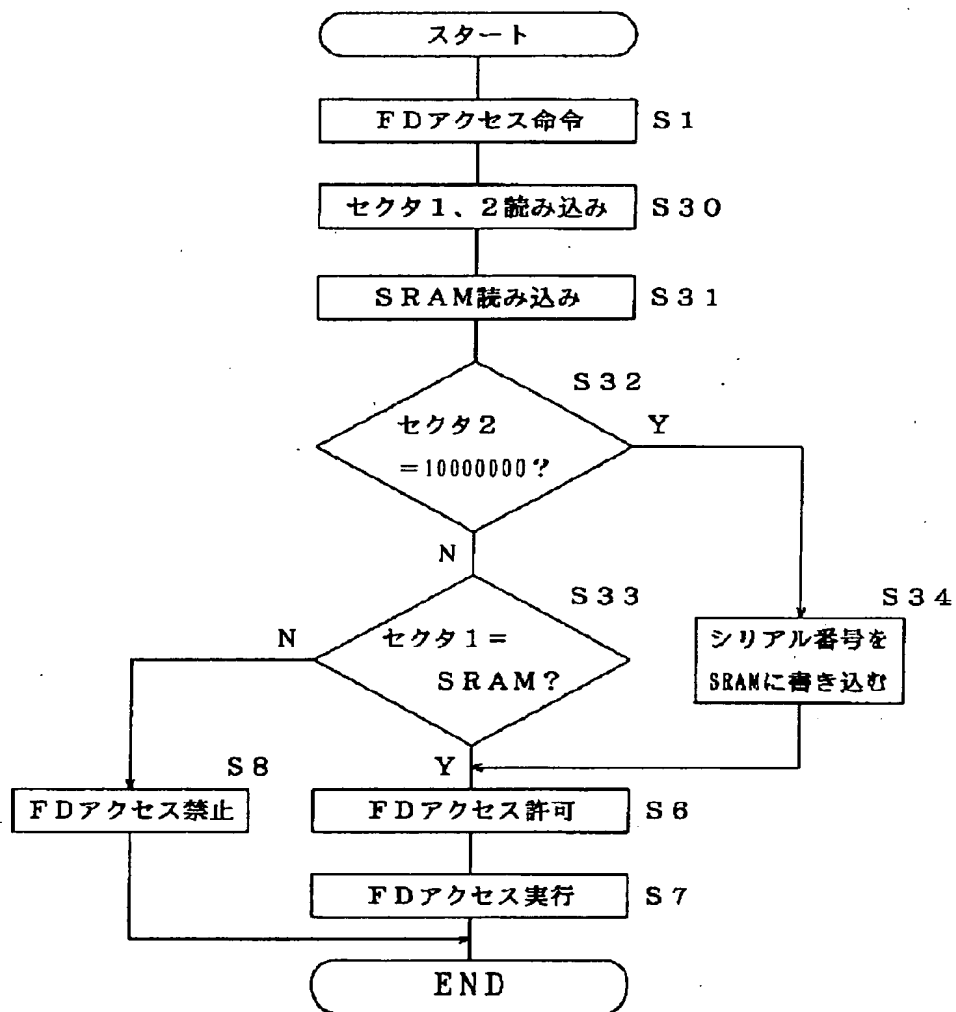 スタート
FDアクセス命令 S1
セクタ1、2読み込み S30
SRAM読み込み S31
S32
セクタ2
=10000000?
Y
N
S33
セクタ1=
SRAM?
N
Y
S34
シリアル番号を
SRAMに書き込む
S8
FDアクセス禁止
FDアクセス許可 S6
FDアクセス実行 S7
END